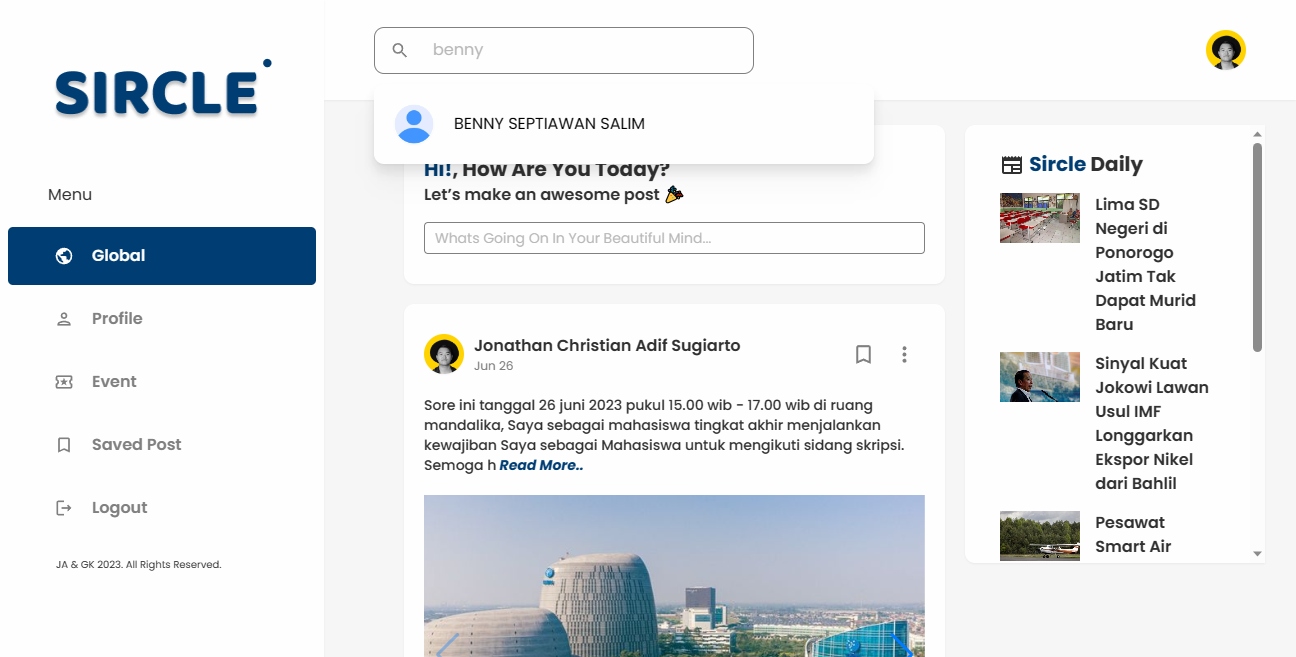 SIRCLE
benny
BENNY SEPTIAWAN SALIM
Menu
Global
Profile
Event
Saved Post
Logout
JA & GK 2023. All Rights Reserved.
Hi!, How Are You Today?
Let's make an awesome post 🎉
Whats Going On In Your Beautiful Mind...
Jonathan Christian Adif Sugiarto
Jun 26
Sore ini tanggal 26 juni 2023 pukul 15.00 wib - 17.00 wib di ruang
mandalika, Saya sebagai mahasiswa tingkat akhir menjalankan
kewajiban Saya sebagai Mahasiswa untuk mengikuti sidang skripsi.
Semoga h Read More..
Sircle Daily
Lima SD
Negeri di
Ponorogo
Jatim Tak
Dapat Murid
Baru
Sinyal Kuat
Jokowi Lawan
Usul IMF
Longgarkan
Ekspor Nikel
dari Bahlil
Pesawat
Smart Air